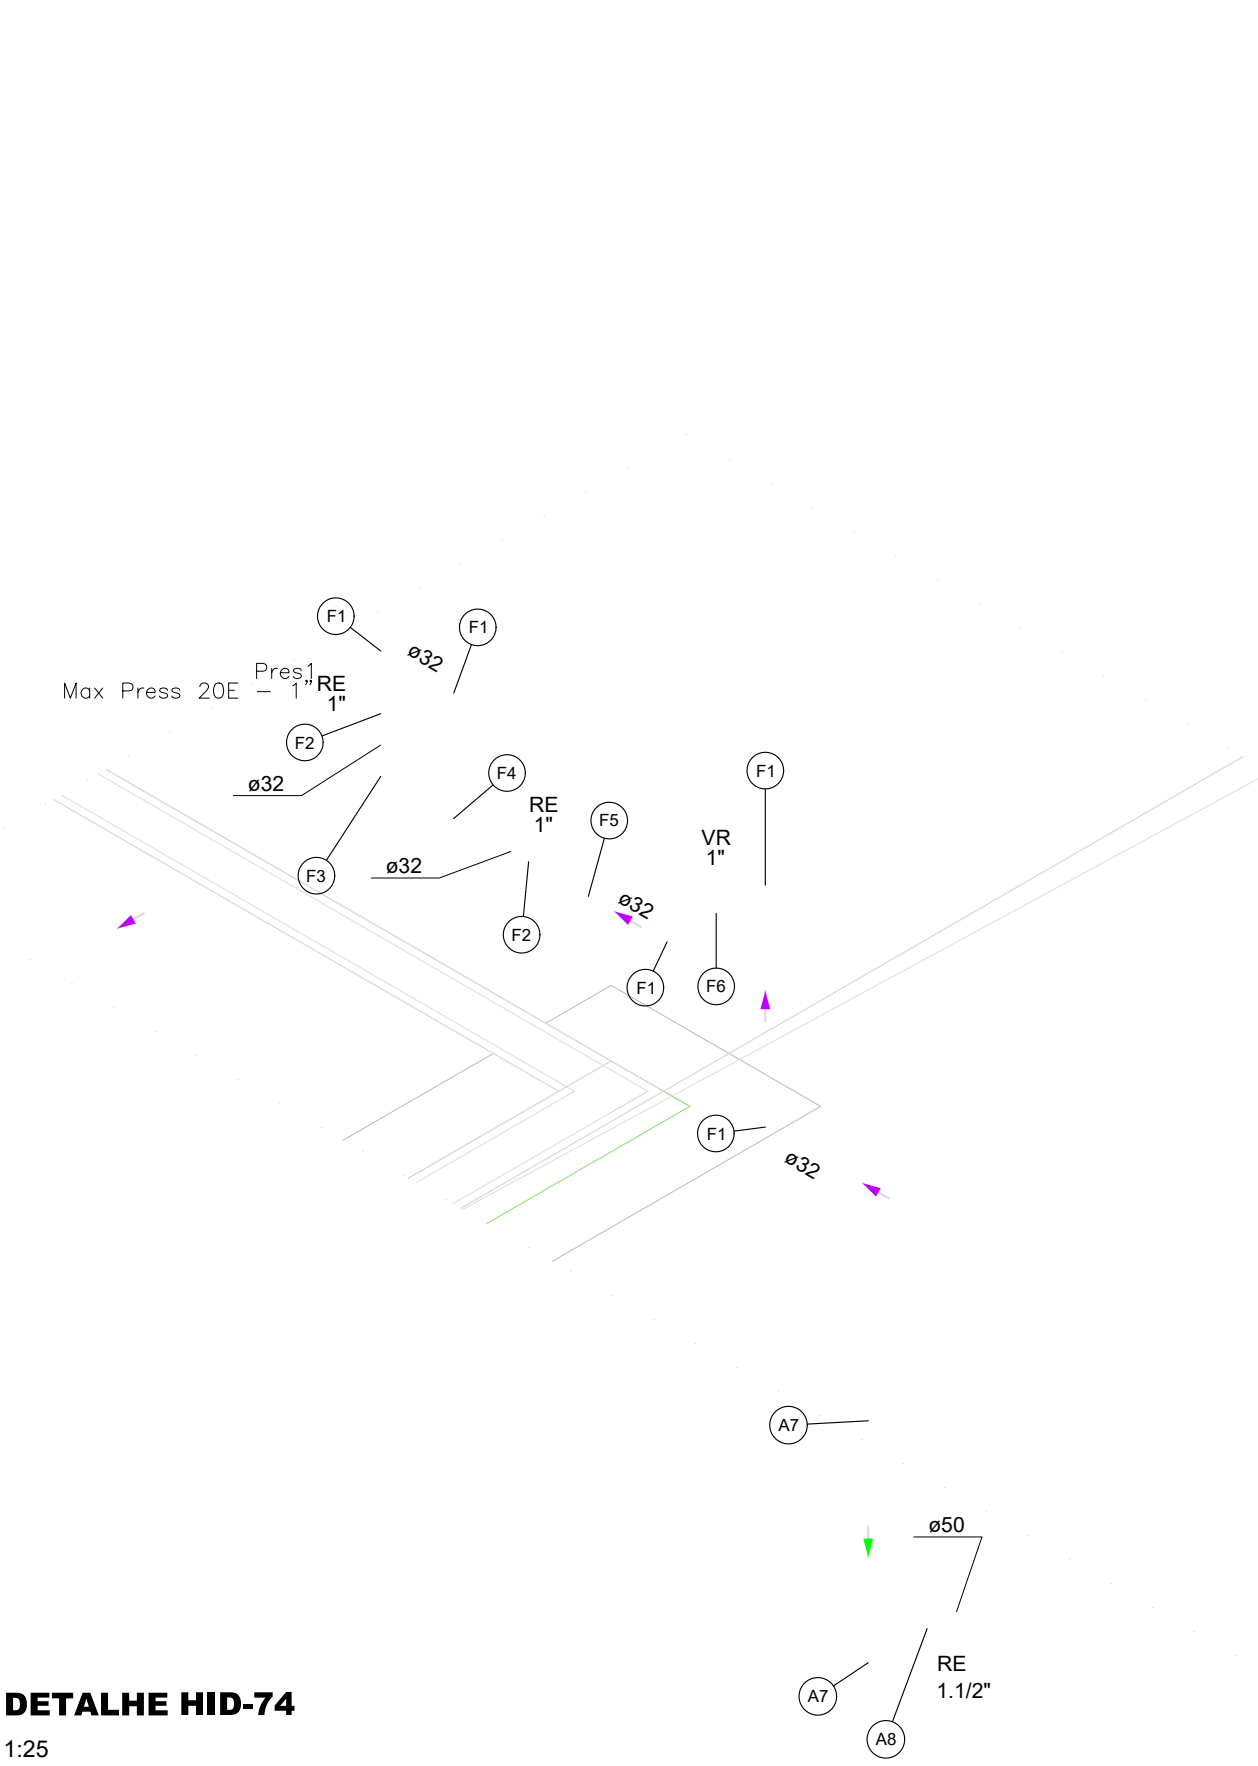 F1
F1
ø32
Pres1
Max Press 20E - 1"
RE
1"
F2
ø32
F4
F1
RE
1"
F5
VR
1"
ø32
F3
ø32
F2
F1
F6
F1
ø32
A7
ø50
RE
1.1/2"
A7
A8
DETALHE HID-74
1:25